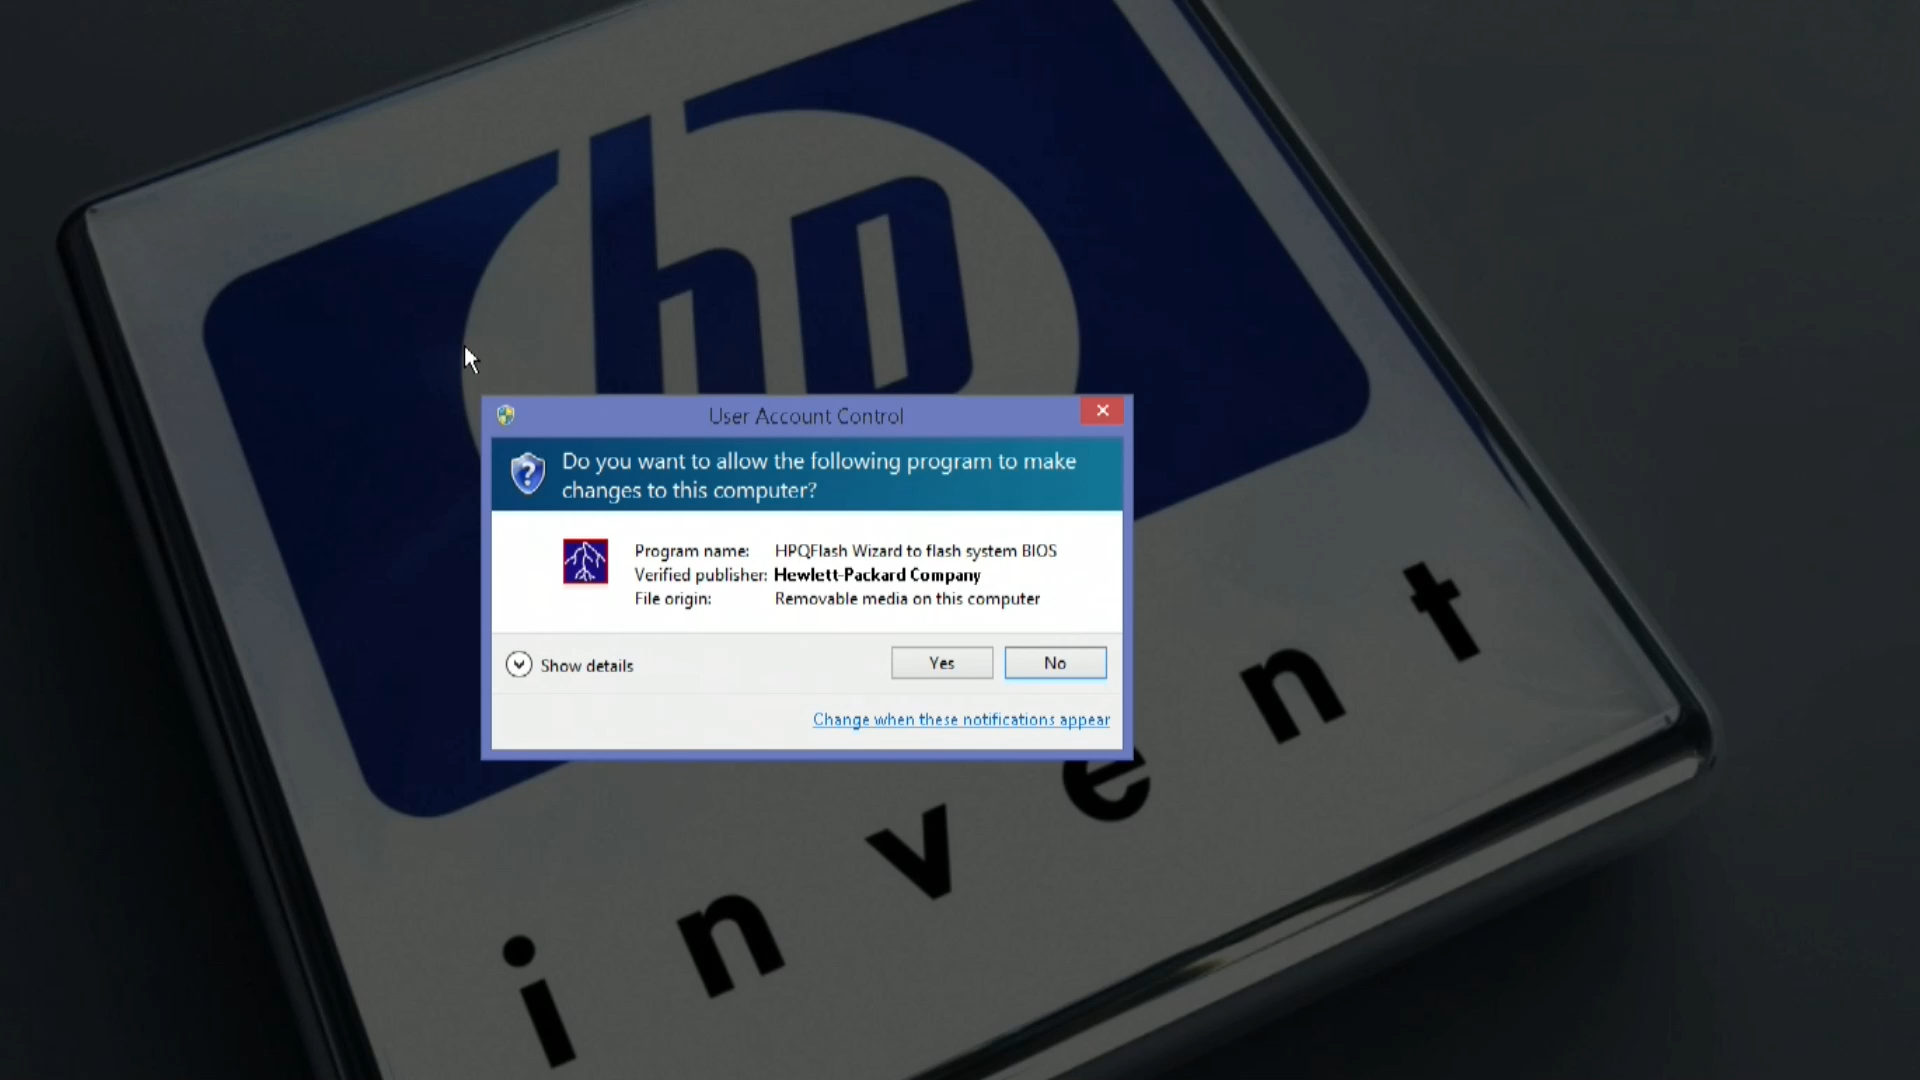 hp
User Account Control
Do you want to allow the following program to make
changes to this computer?
Program name: HPQFlash Wizard to flash system BIOS
Verified publisher: Hewlett-Packard Company
File origin: Removable media on this computer
Show details
Yes
No
Change when these notifications appear
invent